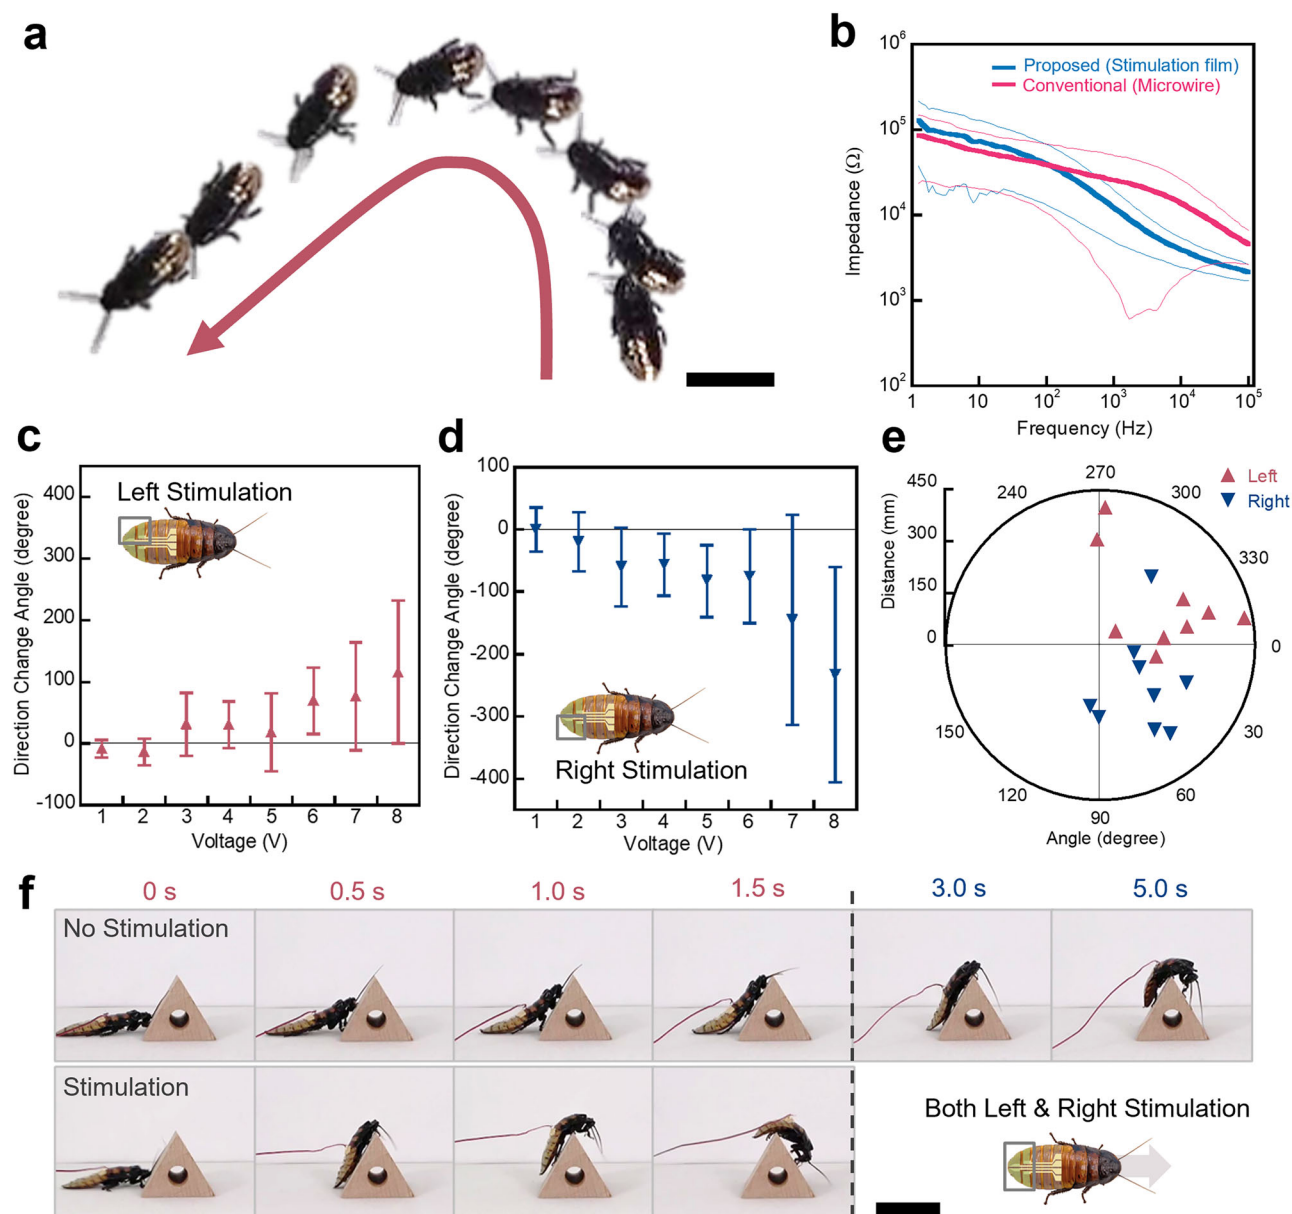 a
b
10^6
10^5
10^4
10^3
10^2
Impedance (Ω)
Proposed (Stimulation film)
Conventional (Microwire)
1 10 10^2 10^3 10^4 10^5
Frequency (Hz)
c
Direction Change Angle (degree)
400
300
200
100
0
-100
Left Stimulation
1 2 3 4 5 6 7 8
Voltage (V)
d
Direction Change Angle (degree)
100
0
-100
-200
-300
-400
Right Stimulation
1 2 3 4 5 6 7 8
Voltage (V)
e
Distance (mm)
450
300
150
0
270
240 300
330
0
150 30
120 60
90
Angle (degree)
Left
Right
f
0 s 0.5 s 1.0 s 1.5 s 3.0 s 5.0 s
No Stimulation
Stimulation
Both Left & Right Stimulation